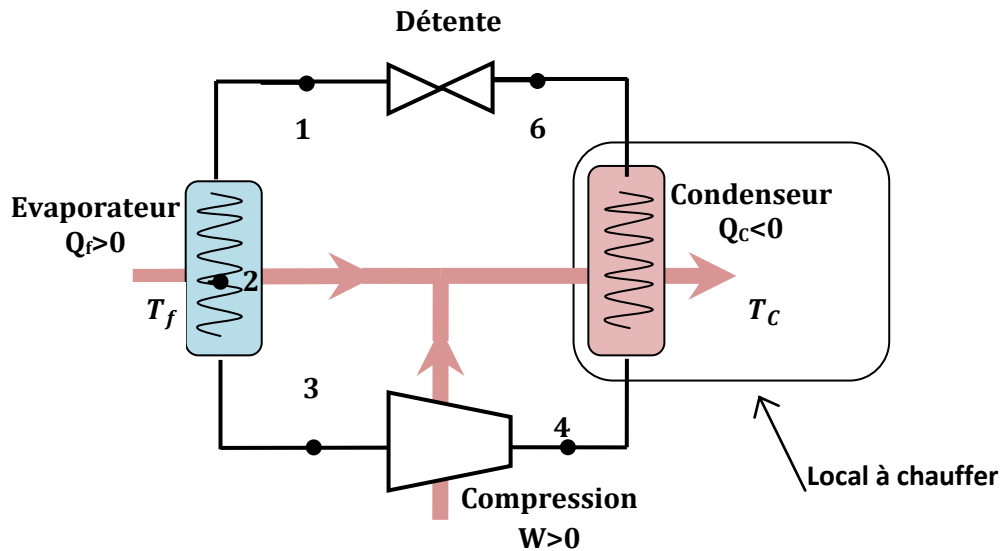 Détente
1
6
Evaporateur
Qf>0
Condenseur
QC<0
2
Tf
TC
3
4
Compression
W>0
Local à chauffer